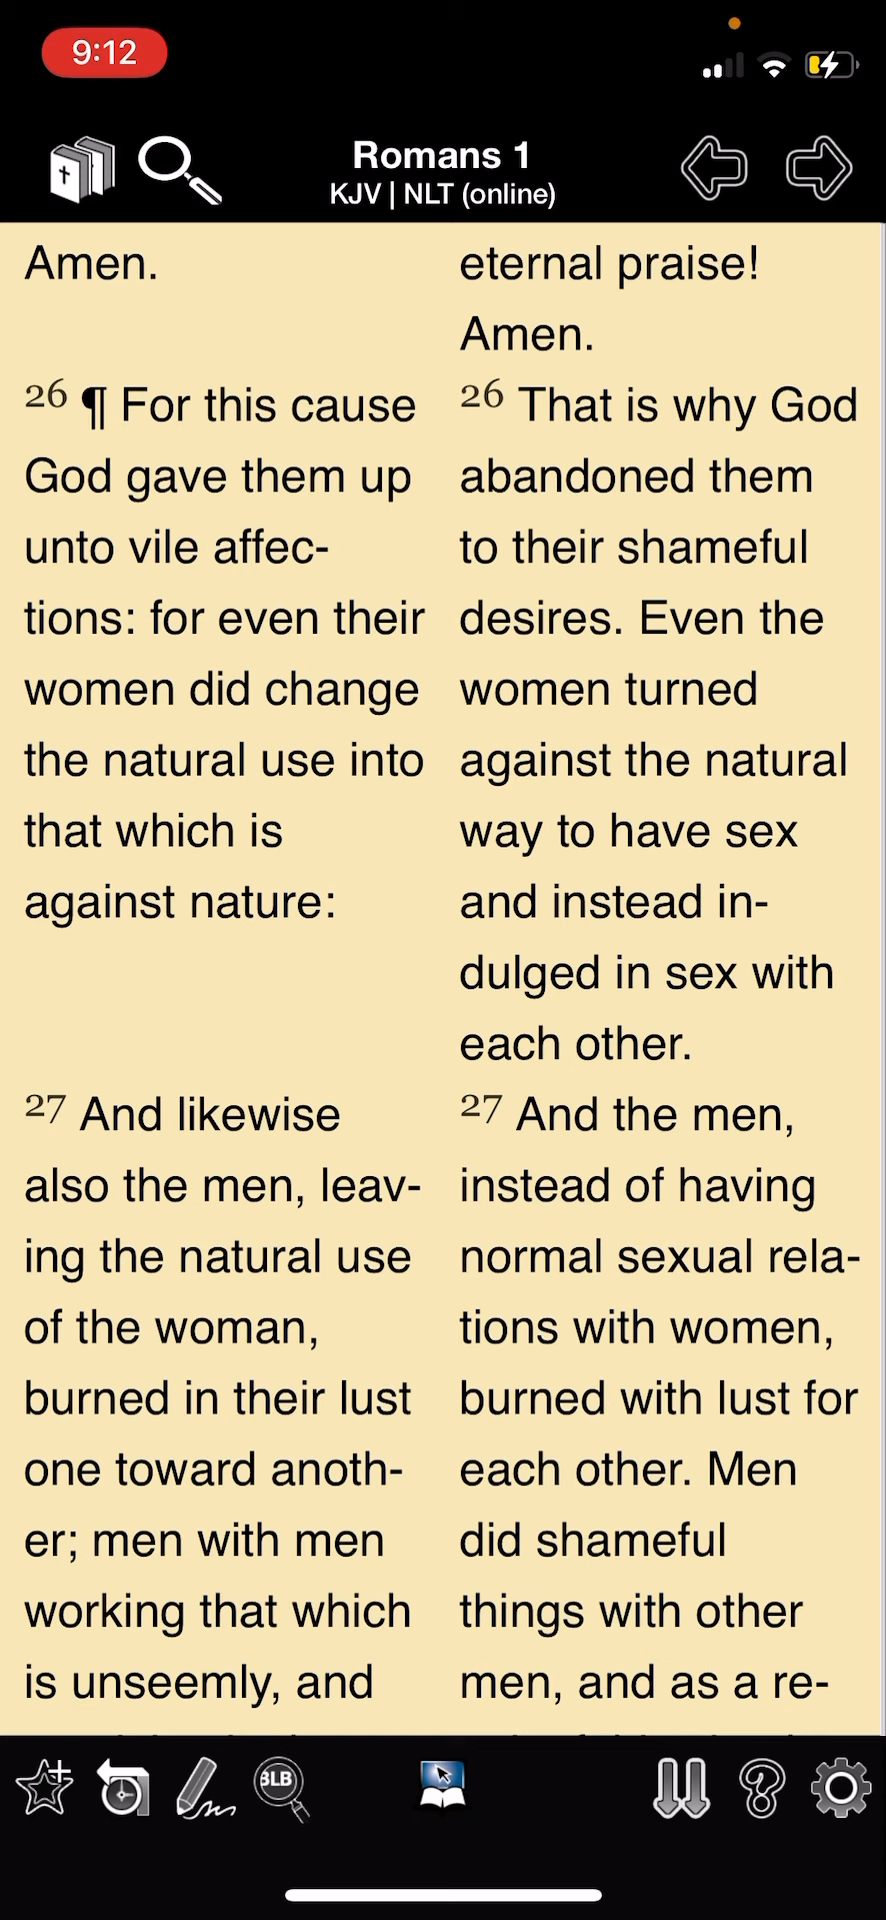 9:12
Romans 1
KJV | NLT (online)
Amen.
26 ¶ For this cause
God gave them up
unto vile affec-
tions: for even their
women did change
the natural use into
that which is
against nature:
27 And likewise
also the men, leav-
ing the natural use
of the woman,
burned in their lust
one toward anoth-
er; men with men
working that which
is unseemly, and
eternal praise!
Amen.
26 That is why God
abandoned them
to their shameful
desires. Even the
women turned
against the natural
way to have sex
and instead in-
dulged in sex with
each other.
27 And the men,
instead of having
normal sexual rela-
tions with women,
burned with lust for
each other. Men
did shameful
things with other
men, and as a re-
BLB